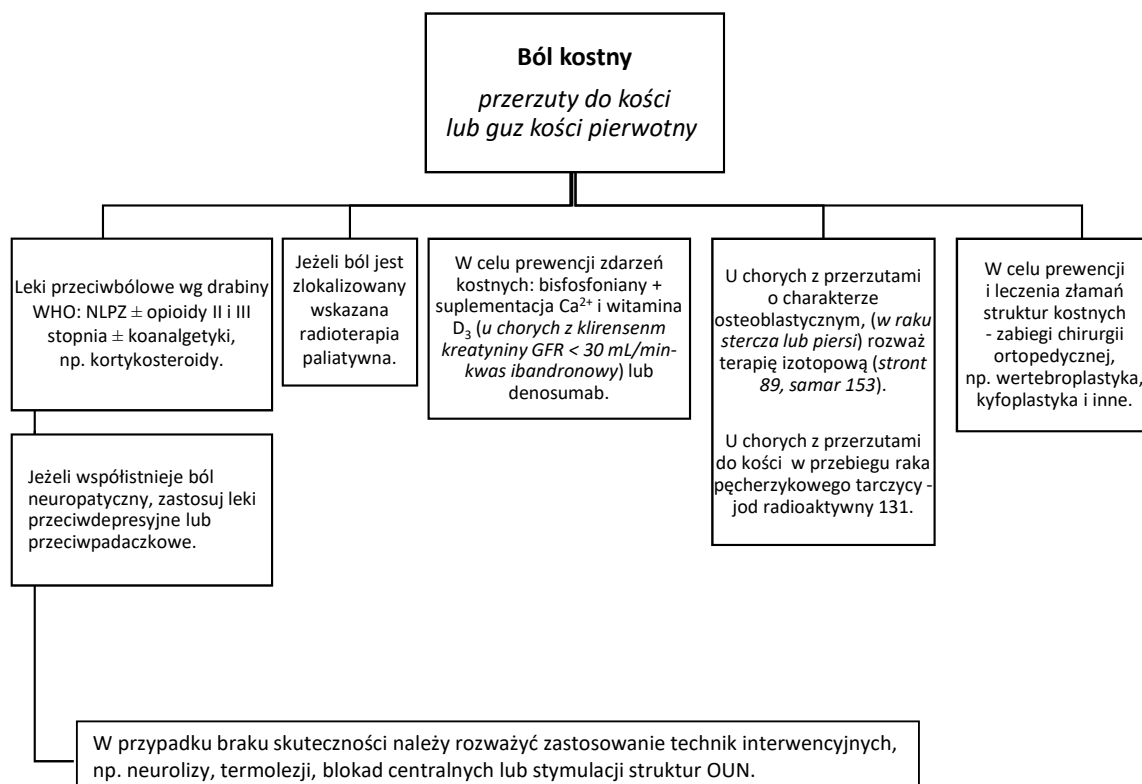 Ból kostny
przerzuty do kości
lub guz kości pierwotny
Leki przeciwbólowe wg drabiny
WHO: NLPZ ± opioidy II i III
stopnia ± koanalgetyki,
np. kortykosteroidy.
Jeżeli współistnieje ból
neuropatyczny, zastosuj leki
przeciwdepresyjne lub
przeciwpadaczkowe.
Jeżeli ból jest
zlokalizowany
wskazana
radioterapia
paliatywna.
W celu prewencji zdarzeń
kostnych: bisfosfoniany +
suplementacja Ca²⁺ i witamina
D₃ (u chorych z klirensenm
kreatyniny GFR < 30 mL/min-
kwas ibandronowy) lub
denosumab.
U chorych z przerzutami
o charakterze
osteoblastycznym, (w raku
stercza lub piersi) rozważ
terapię izotopową (stront
89, samar 153).
U chorych z przerzutami
do kości w przebiegu raka
pęcherzykowego tarczycy -
jod radioaktywny 131.
W celu prewencji
i leczenia złamań
struktur kostnych
- zabiegi chirurgii
ortopedycznej,
np. wertebroplastyka,
kyfoplastyka i inne.
W przypadku braku skuteczności należy rozważyć zastosowanie technik interwencyjnych,
np. neurolizy, termolezji, blokad centralnych lub stymulacji struktur OUN.